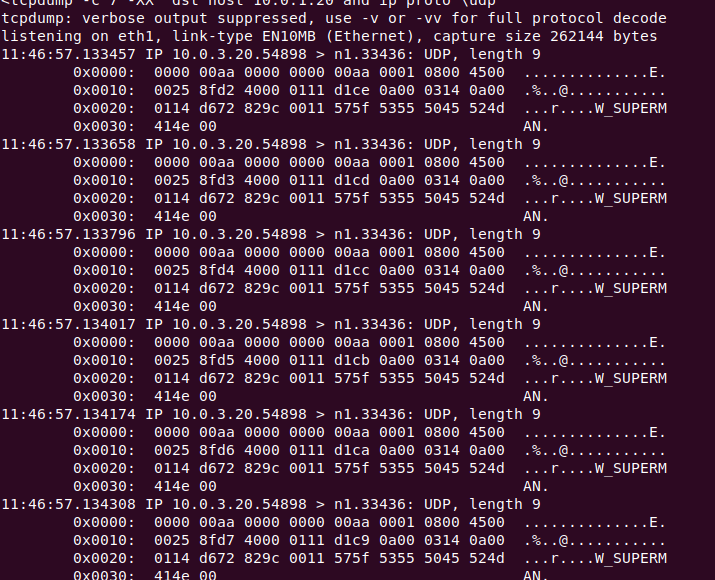 <tcpdump -c 7 -XX  dst host 10.0.1.20 and ip proto \udp
tcpdump: verbose output suppressed, use -v or -vv for full protocol decode
listening on eth1, link-type EN10MB (Ethernet), capture size 262144 bytes
11:46:57.133457 IP 10.0.3.20.54898 > n1.33436: UDP, length 9
0x0000:  0000 00aa 0000 0000 00aa 0001 0800 4500  ..............E.
0x0010:  0025 8fd2 4000 0111 d1ce 0a00 0314 0a00  .%..@...........
0x0020:  0114 d672 829c 0011 575f 5355 5045 524d  ...r....W_SUPERM
0x0030:  414e 00                                  AN.
11:46:57.133658 IP 10.0.3.20.54898 > n1.33436: UDP, length 9
0x0000:  0000 00aa 0000 0000 00aa 0001 0800 4500  ..............E.
0x0010:  0025 8fd3 4000 0111 d1cd 0a00 0314 0a00  .%..@...........
0x0020:  0114 d672 829c 0011 575f 5355 5045 524d  ...r....W_SUPERM
0x0030:  414e 00                                  AN.
11:46:57.133796 IP 10.0.3.20.54898 > n1.33436: UDP, length 9
0x0000:  0000 00aa 0000 0000 00aa 0001 0800 4500  ..............E.
0x0010:  0025 8fd4 4000 0111 d1cc 0a00 0314 0a00  .%..@...........
0x0020:  0114 d672 829c 0011 575f 5355 5045 524d  ...r....W_SUPERM
0x0030:  414e 00                                  AN.
11:46:57.134017 IP 10.0.3.20.54898 > n1.33436: UDP, length 9
0x0000:  0000 00aa 0000 0000 00aa 0001 0800 4500  ..............E.
0x0010:  0025 8fd5 4000 0111 d1cb 0a00 0314 0a00  .%..@...........
0x0020:  0114 d672 829c 0011 575f 5355 5045 524d  ...r....W_SUPERM
0x0030:  414e 00                                  AN.
11:46:57.134174 IP 10.0.3.20.54898 > n1.33436: UDP, length 9
0x0000:  0000 00aa 0000 0000 00aa 0001 0800 4500  ..............E.
0x0010:  0025 8fd6 4000 0111 d1ca 0a00 0314 0a00  .%..@...........
0x0020:  0114 d672 829c 0011 575f 5355 5045 524d  ...r....W_SUPERM
0x0030:  414e 00                                  AN.
11:46:57.134308 IP 10.0.3.20.54898 > n1.33436: UDP, length 9
0x0000:  0000 00aa 0000 0000 00aa 0001 0800 4500  ..............E.
0x0010:  0025 8fd7 4000 0111 d1c9 0a00 0314 0a00  .%..@...........
0x0020:  0114 d672 829c 0011 575f 5355 5045 524d  ...r....W_SUPERM
0x0030:  414e 00                                  AN.